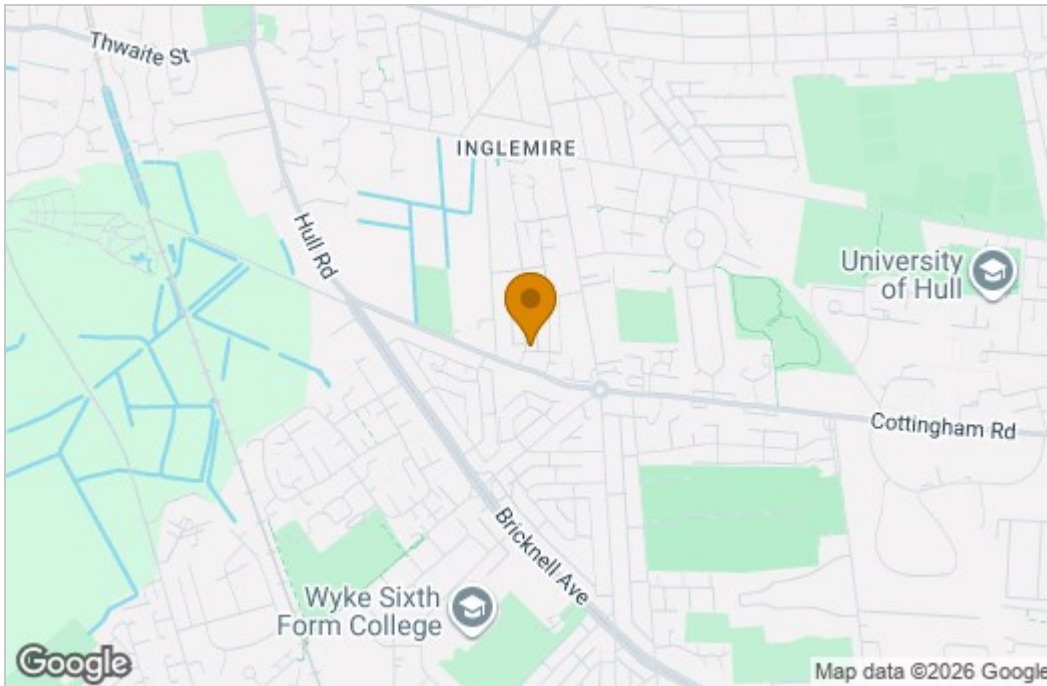 Thwaite St
INGLEMIRE
Hull Rd
University
of Hull
Cottingham Rd
Bricknell Ave
Wyke Sixth
Form College
Google
Map data ©2026 Google